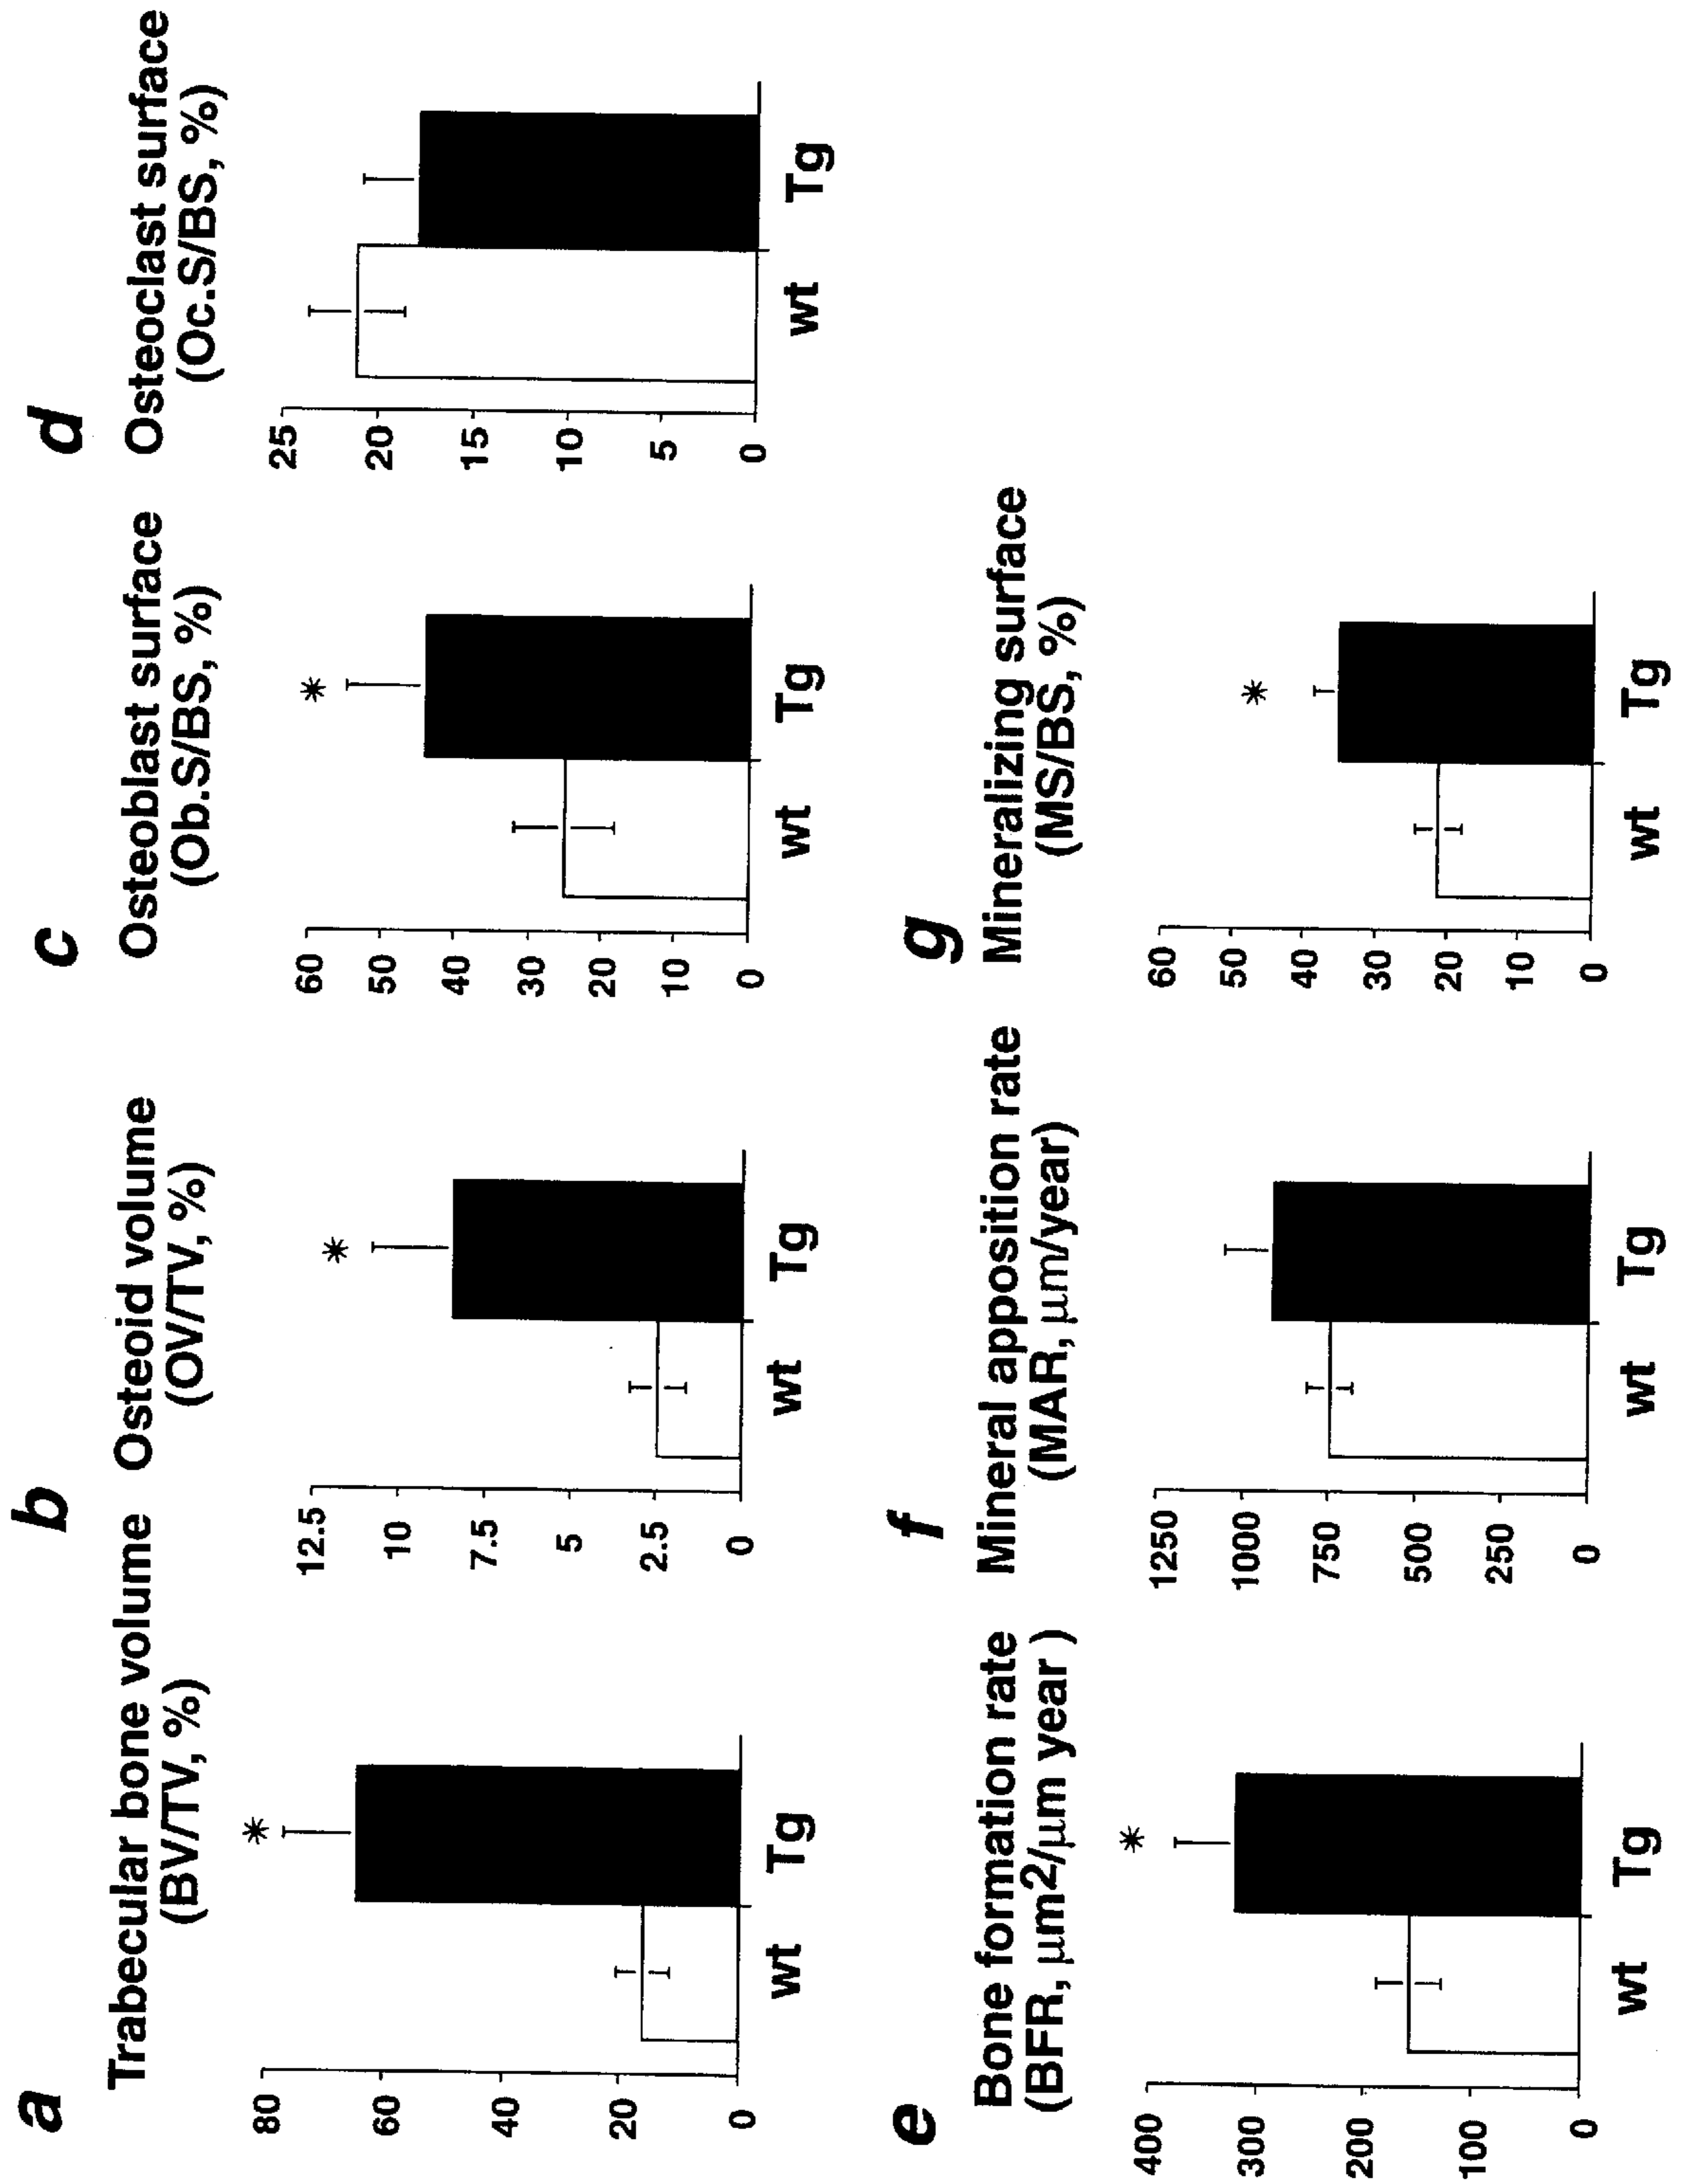 a
Trabecular bone volume
(BV/TV, %)
80
60
40
20
0
*
wt
Tg
b
Osteoid volume
(OV/TV, %)
12.5
10
7.5
5
2.5
0
*
wt
Tg
c
Osteoblast surface
(Ob.S/BS, %)
60
50
40
30
20
10
0
*
wt
Tg
d
Osteoclast surface
(Oc.S/BS, %)
25
20
15
10
5
0
wt
Tg
e
Bone formation rate
(BFR, μm2/μm year )
400
300
200
100
0
*
wt
Tg
f
Mineral apposition rate
(MAR, μm/year)
1250
1000
750
5000
2500
0
wt
Tg
g
Mineralizing surface
(MS/BS, %)
60
50
40
30
20
10
0
*
wt
Tg